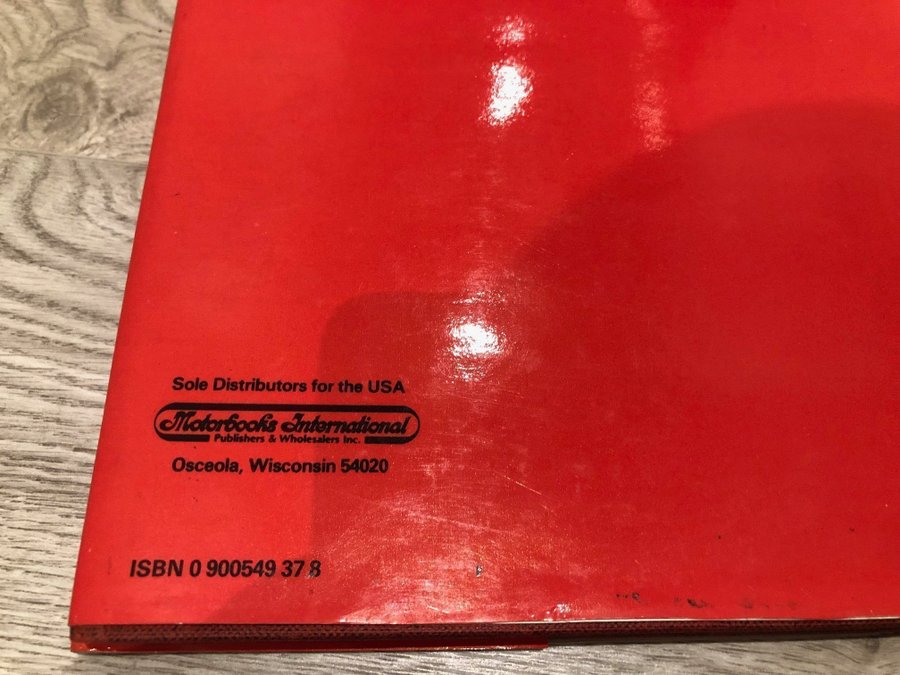 Sole Distributors for the USA
Motorbooks International
Publishers & Wholesalers Inc.
Osceola, Wisconsin 54020
ISBN 0 900549 37 8